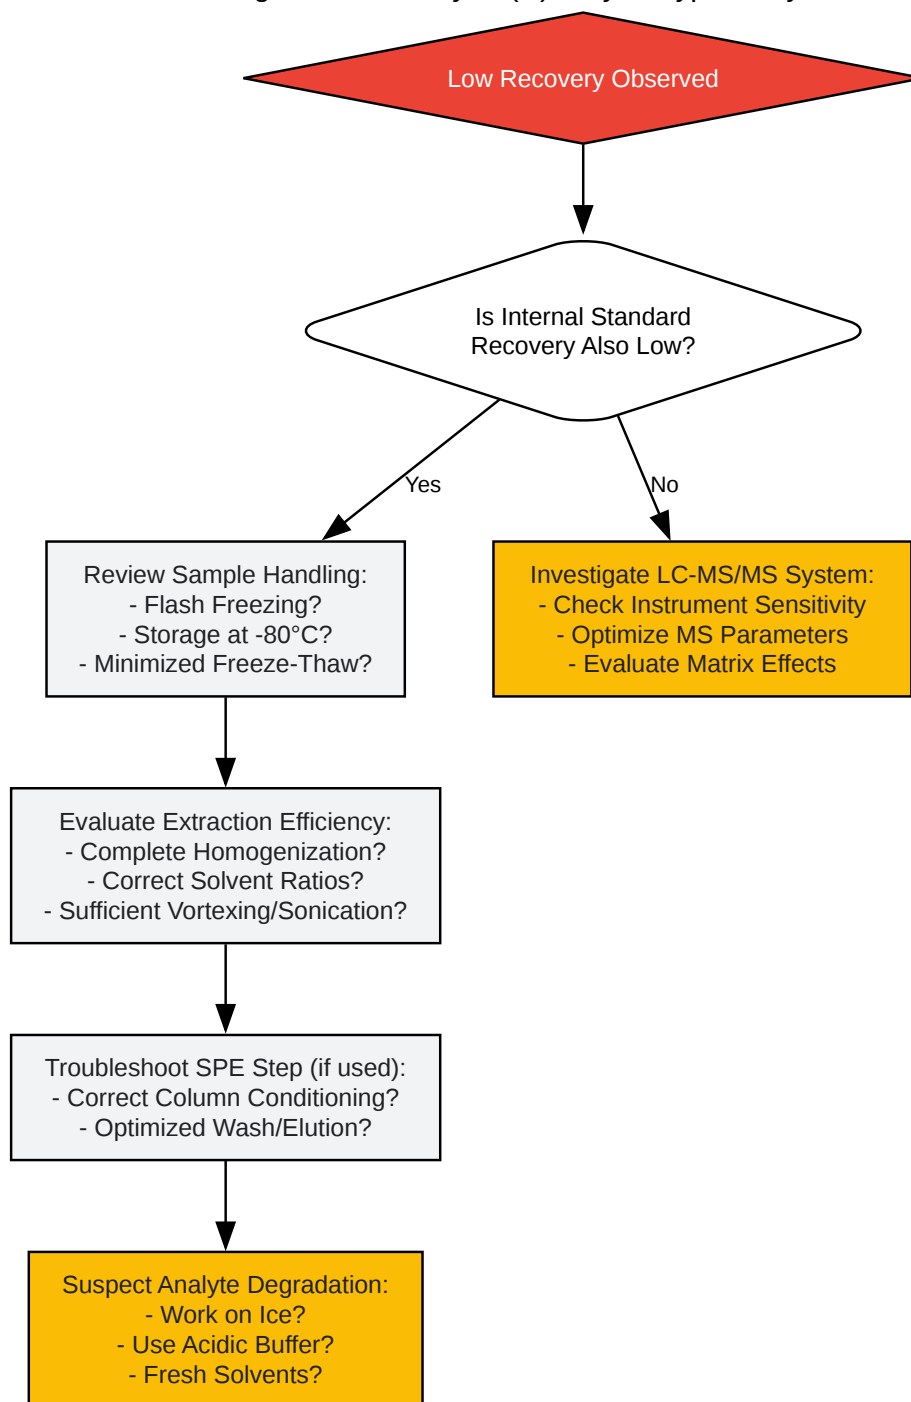 Low Recovery Observed
Is Internal Standard
Recovery Also Low?
Yes
No
Review Sample Handling:
- Flash Freezing?
- Storage at -80°C?
- Minimized Freeze-Thaw?
Investigate LC-MS/MS System:
- Check Instrument Sensitivity
- Optimize MS Parameters
- Evaluate Matrix Effects
Evaluate Extraction Efficiency:
- Complete Homogenization?
- Correct Solvent Ratios?
- Sufficient Vortexing/Sonication?
Troubleshoot SPE Step (if used):
- Correct Column Conditioning?
- Optimized Wash/Elution?
Suspect Analyte Degradation:
- Work on Ice?
- Use Acidic Buffer?
- Fresh Solvents?